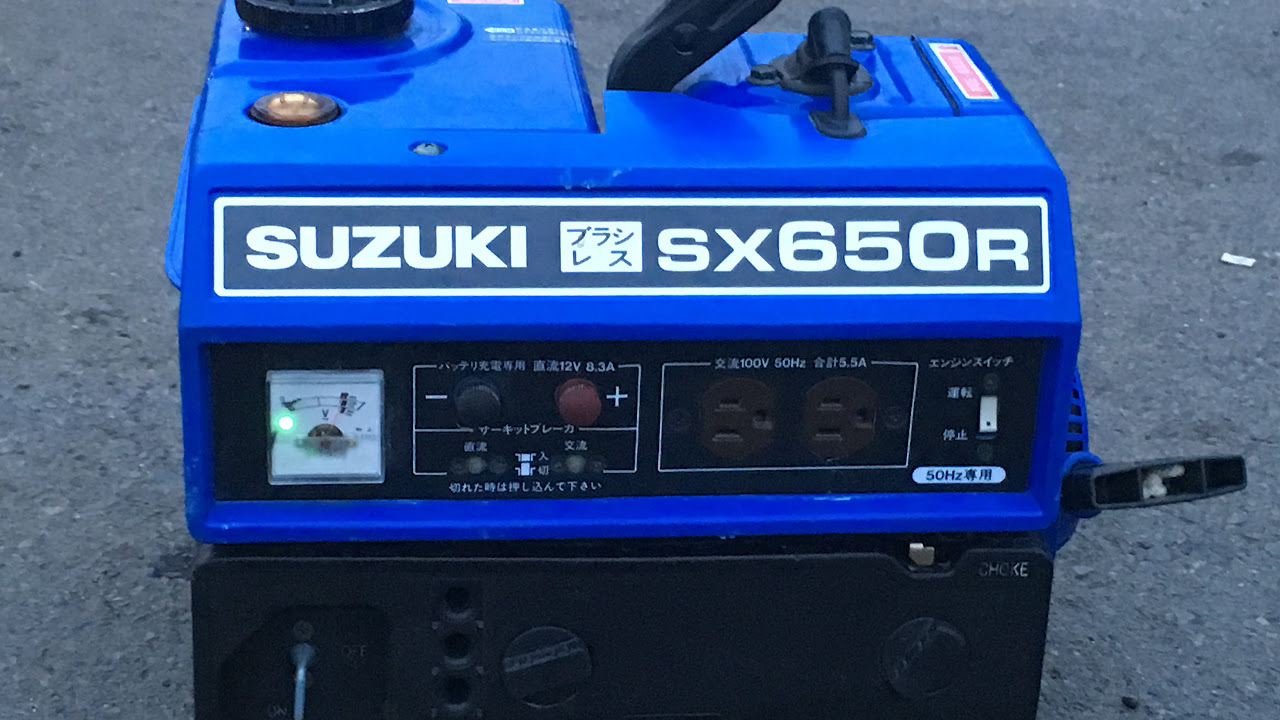 SUZUKI ブラシレス SX650R
バッテリ充電専用 直流12V 8.3A
− +
サーキットブレーカ
直流 交流
入
切
切れた時は押し込んで下さい
V
交流100V 50Hz 合計5.5A
エンジンスイッチ
運転
停止
50Hz専用
CHOKE
OFF
ON